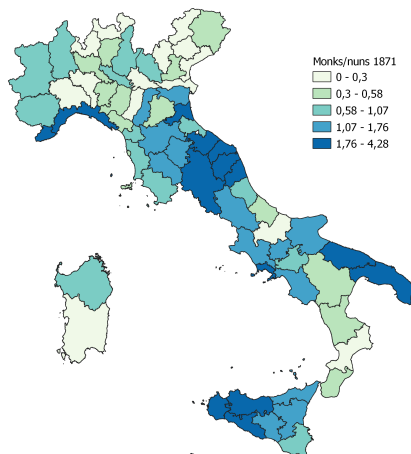 Monks/nuns 1871
0 - 0,3
0,3 - 0,58
0,58 - 1,07
1,07 - 1,76
1,76 - 4,28